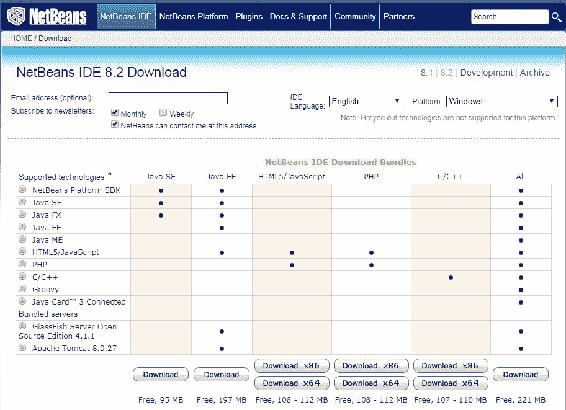 NetBeans
NetBeans IDE NetBeans Platform Plugins Docs & Support Community Partners Search
HOME / Download
NetBeans IDE 8.2 Download
8.1 | 8.2 | Development | Archive
Email address (optional):
Subscribe to newsletters: Monthly Weekly
NetBeans can contact me at this address
IDE Language: English Platform: Windows
Note: Greyed out technologies are not supported for this platform.
NetBeans IDE Download Bundles
Supported technologies * Java SE Java EE HTML5/JavaScript PHP C/C++ All
NetBeans Platform SDK
Java SE
Java FX
Java EE
Java ME
HTML5/JavaScript
PHP
C/C++
Groovy
Java Card™ 3 Connected
Bundled servers
GlassFish Server Open Source Edition 4.1.1
Apache Tomcat 8.0.27
Download Download Download x86 Download x86 Download x86 Download
Download x64 Download x64 Download x64
Free, 95 MB Free, 197 MB Free, 108 - 112 MB Free, 108 - 112 MB Free, 107 - 110 MB Free, 221 MB